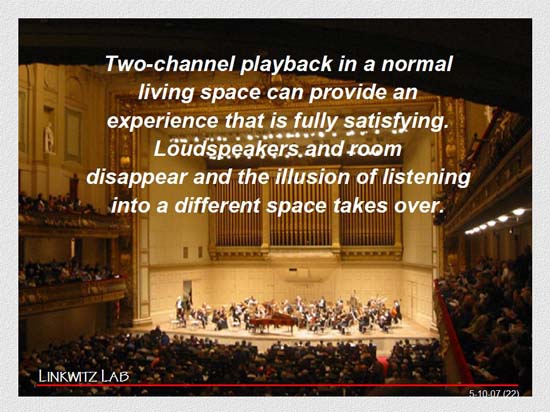 Two-channel playback in a normal
living space can provide an
experience that is fully satisfying.
Loudspeakers and room
disappear and the illusion of listening
into a different space takes over.
LINKWITZ LAB
5-10-07 (22)